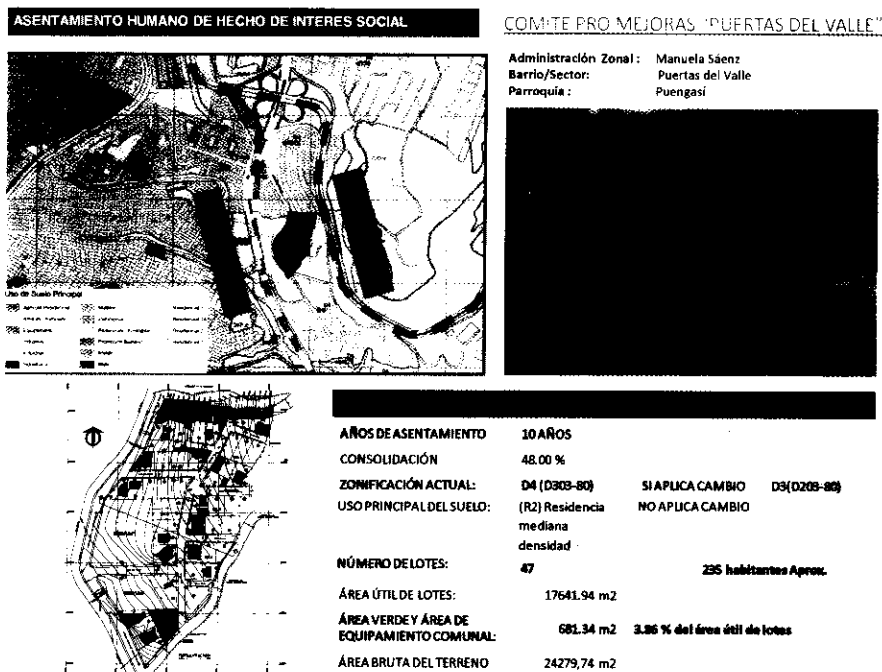 ASENTAMIENTO HUMANO DE HECHO DE INTERES SOCIAL
COMITE PRO MEJORAS "PUERTAS DEL VALLE"
Administración Zonal : Manuela Sáenz
Barrio/Sector: Puertas del Valle
Parroquia : Puengasí
Uso de Suelo Principal
AÑOS DE ASENTAMIENTO 10 AÑOS
CONSOLIDACIÓN 48.00 %
ZONIFICACIÓN ACTUAL: D4 (D303-80) SI APLICA CAMBIO D3(D203-80)
USO PRINCIPAL DEL SUELO: (R2) Residencia mediana densidad NO APLICA CAMBIO
NÚMERO DE LOTES: 47 235 habitantes Aprox.
ÁREA ÚTIL DE LOTES: 17641.94 m2
ÁREA VERDE Y ÁREA DE EQUIPAMIENTO COMUNAL: 681.34 m2 3.86 % del área útil de lotes
ÁREA BRUTA DEL TERRENO 24279,74 m2